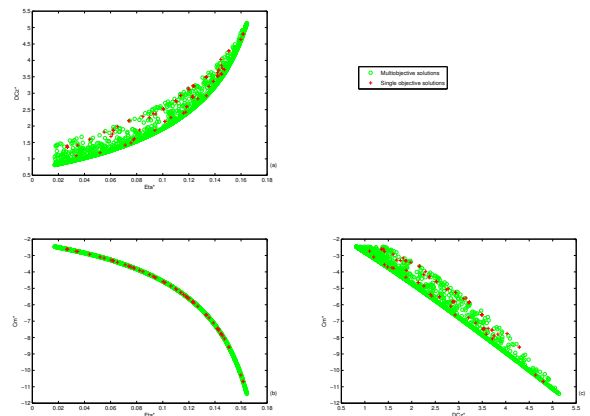 5.5
5
4.5
4
3.5
3
2.5
2
1.5
1
0.5
DCz*
0 0.02 0.04 0.06 0.08 0.1 0.12 0.14 0.16 0.18
Eta*
(a)
Multiobjective solutions
Single objective solutions
−2
−3
−4
−5
−6
−7
−8
−9
−10
−11
−12
Cm*
0 0.02 0.04 0.06 0.08 0.1 0.12 0.14 0.16 0.18
Eta*
(b)
−2
−3
−4
−5
−6
−7
−8
−9
−10
−11
−12
Cm*
0.5 1 1.5 2 2.5 3 3.5 4 4.5 5 5.5
DCz*
(c)